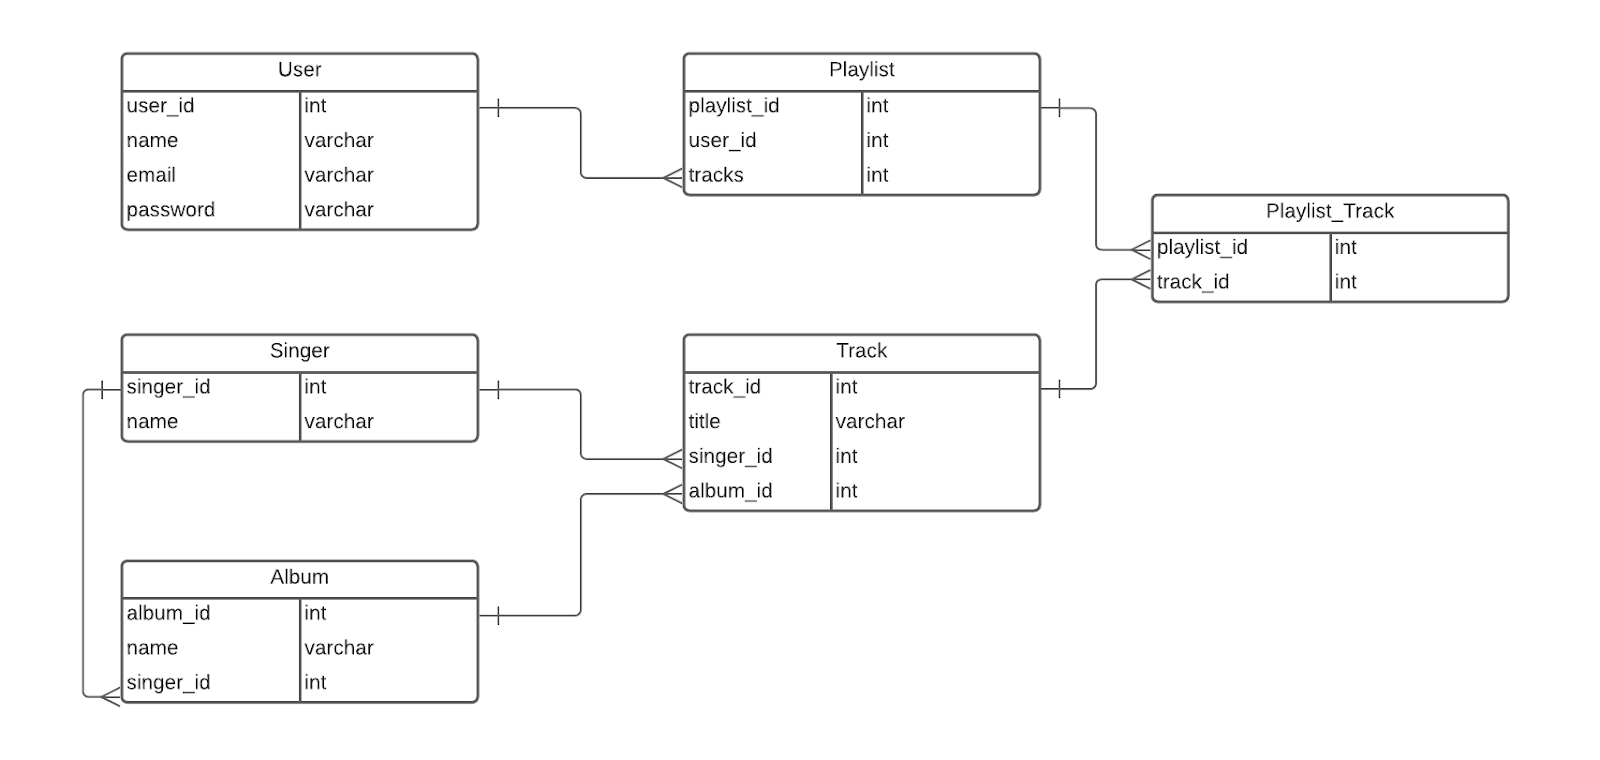 User
user_id int
name varchar
email varchar
password varchar
Playlist
playlist_id int
user_id int
tracks int
Playlist_Track
playlist_id int
track_id int
Singer
singer_id int
name varchar
Track
track_id int
title varchar
singer_id int
album_id int
Album
album_id int
name varchar
singer_id int